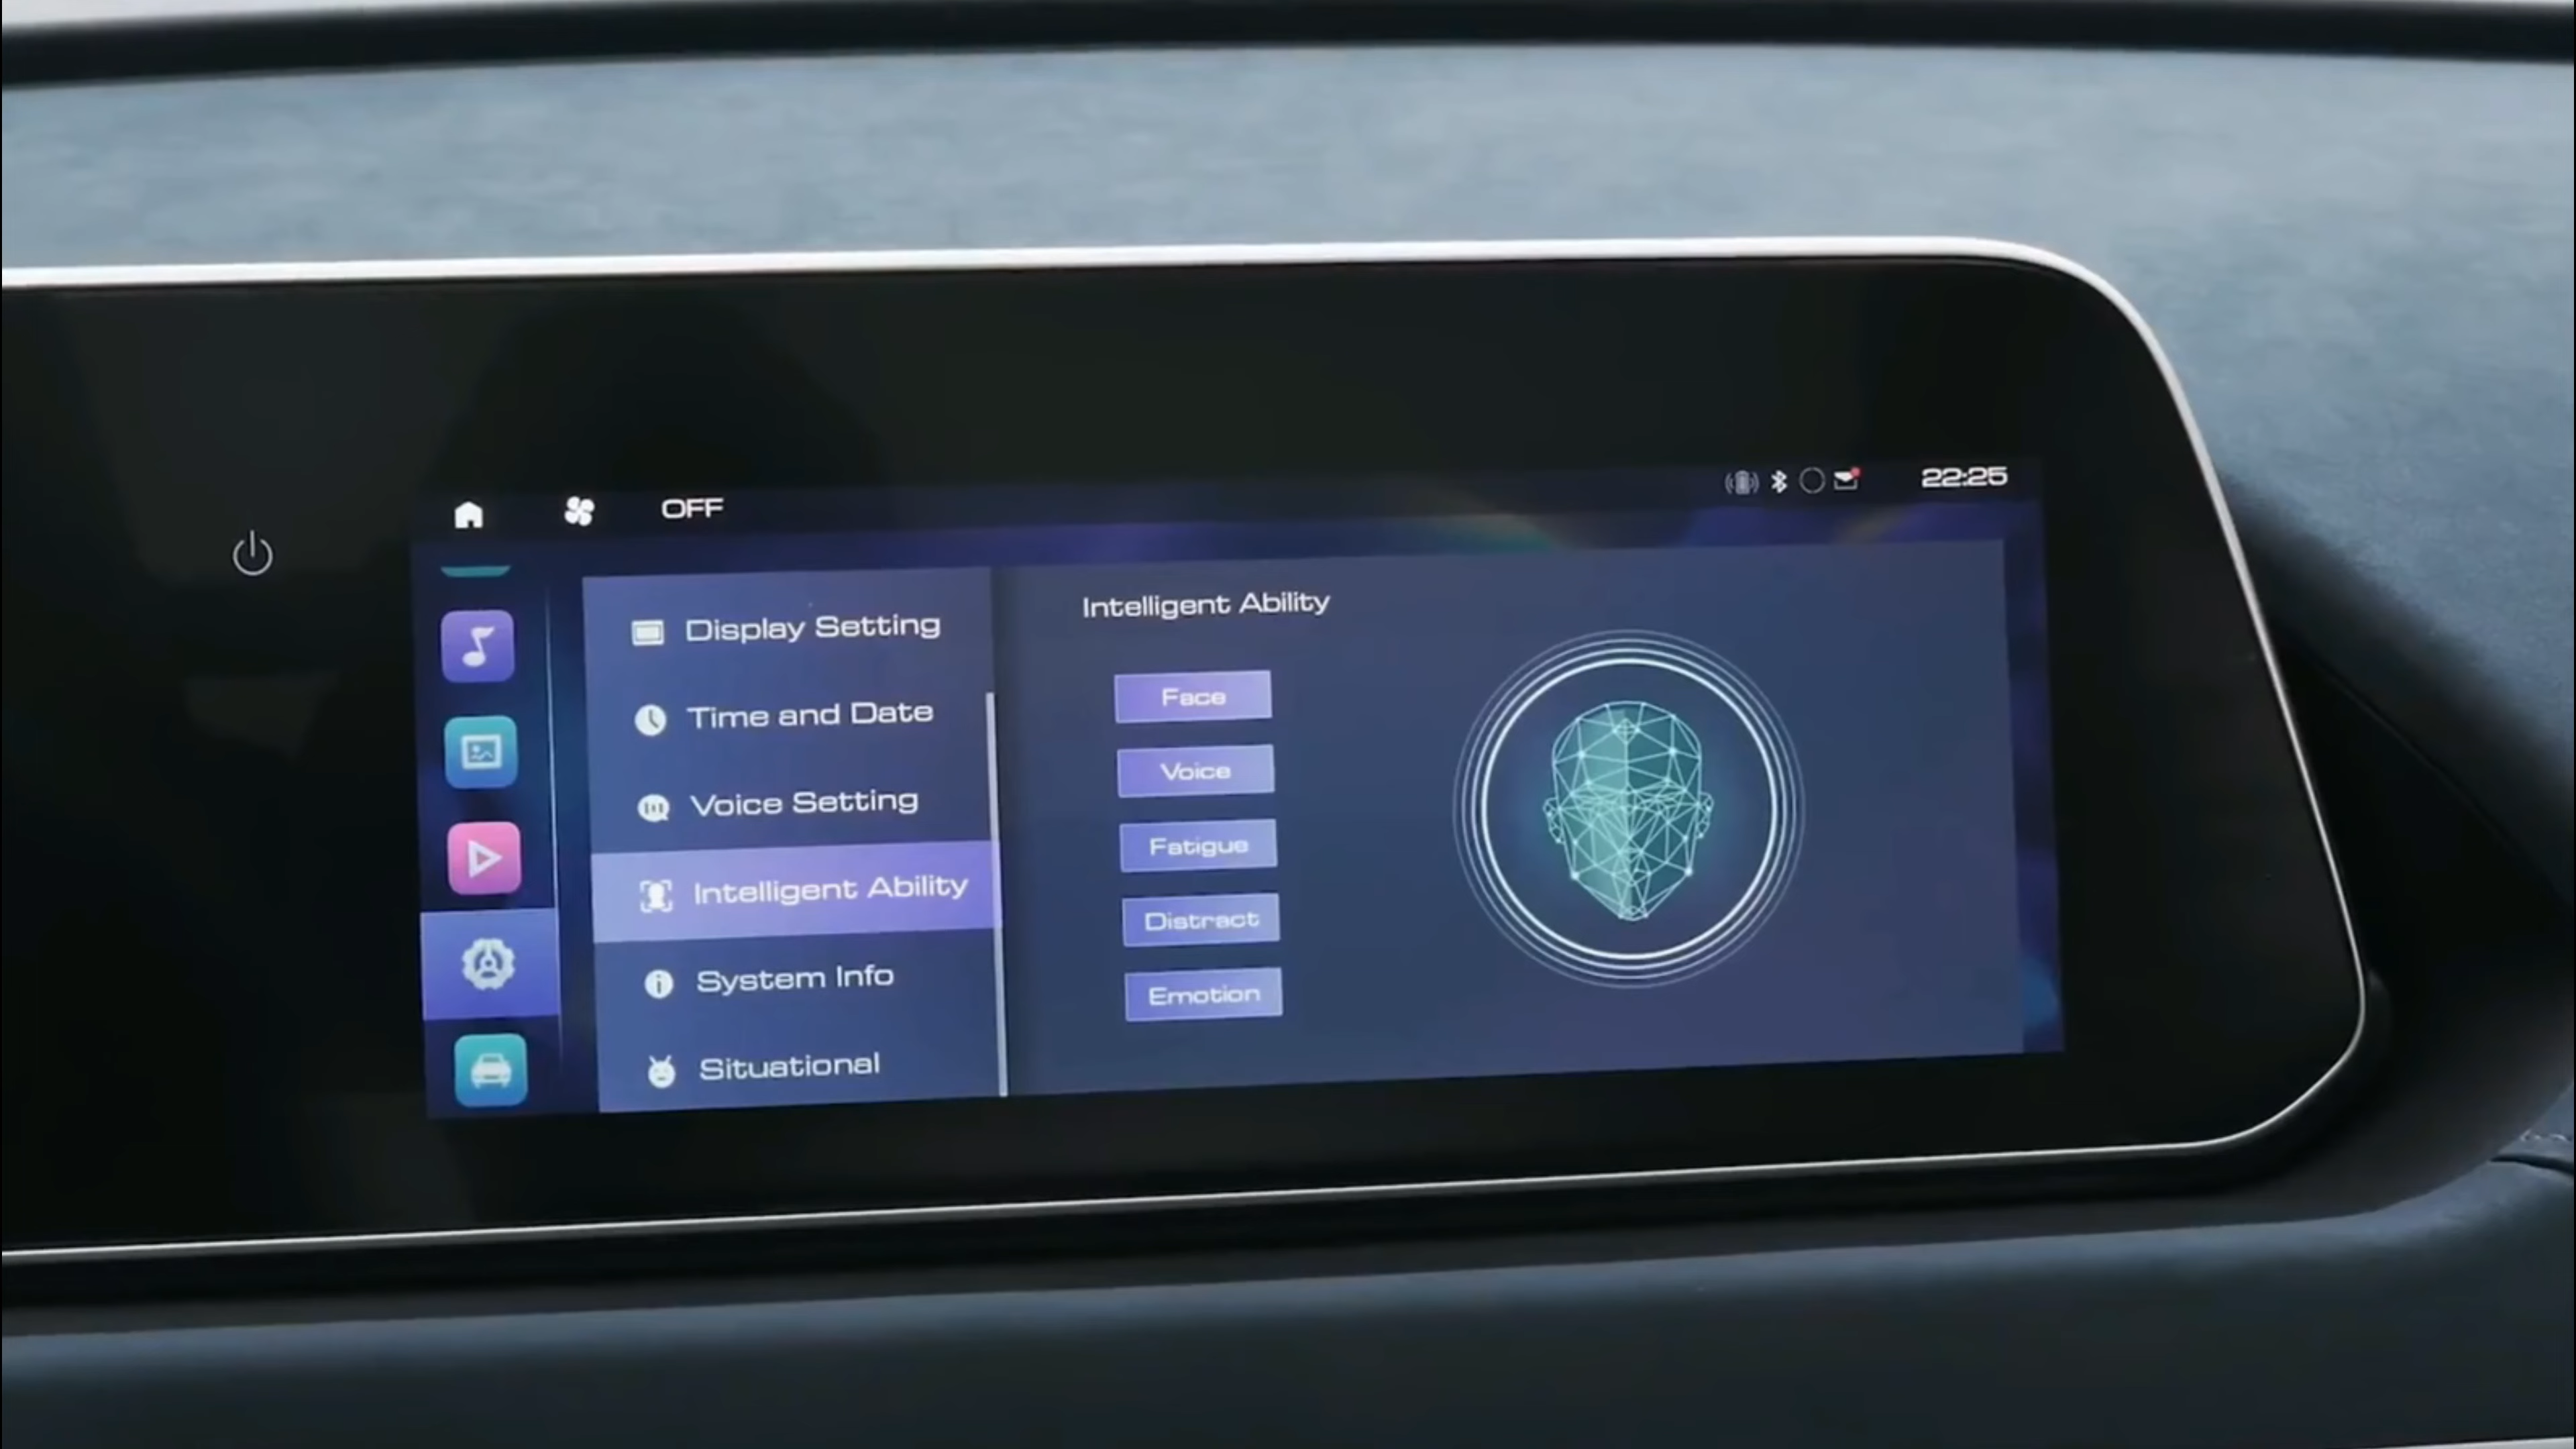 OFF
22:25
Display Setting
Time and Date
Voice Setting
Intelligent Ability
System Info
Situational
Intelligent Ability
Face
Voice
Fatigue
Distract
Emotion